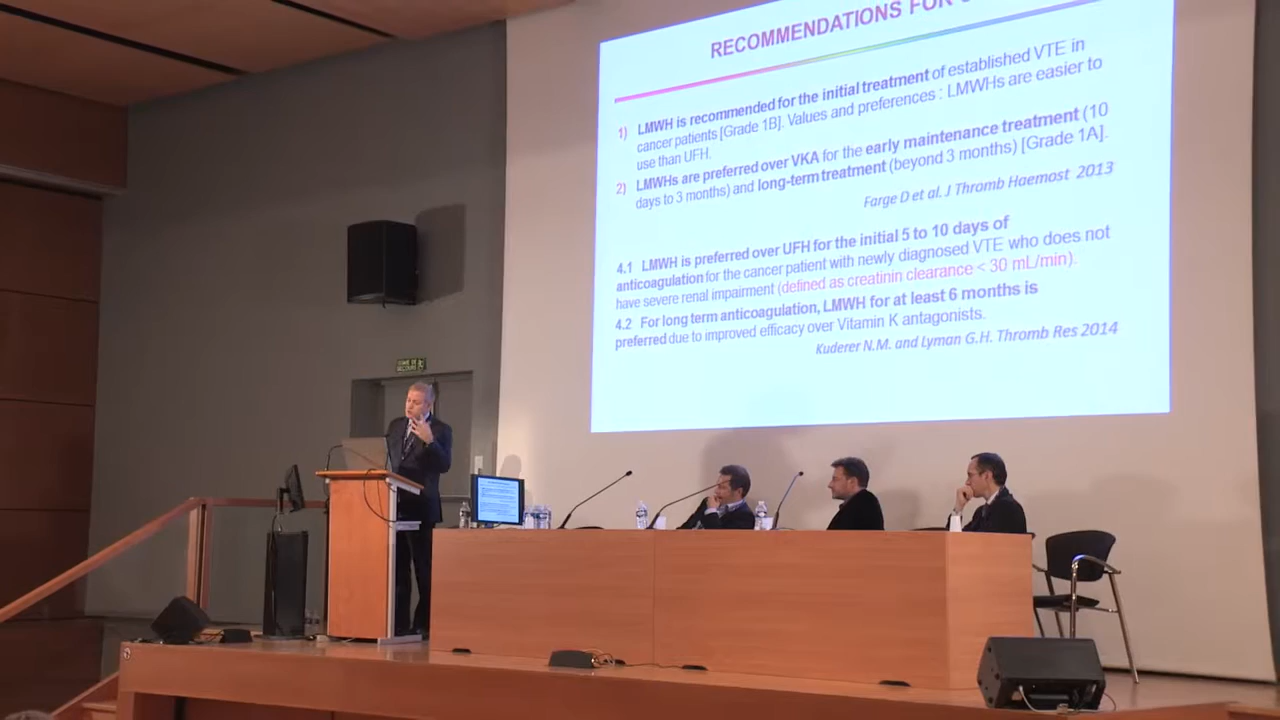 RECOMMENDATIONS FOR
1) LMWH is recommended for the initial treatment of established VTE in
cancer patients [Grade 1B]. Values and preferences : LMWHs are easier to
use than UFH.
2) LMWHs are preferred over VKA for the early maintenance treatment (10
days to 3 months) and long-term treatment (beyond 3 months) [Grade 1A].
Farge D et al. J Thromb Haemost 2013
4.1 LMWH is preferred over UFH for the initial 5 to 10 days of
anticoagulation for the cancer patient with newly diagnosed VTE who does not
have severe renal impairment (defined as creatinin clearance < 30 mL/min).
4.2 For long term anticoagulation, LMWH for at least 6 months is
preferred due to improved efficacy over Vitamin K antagonists.
Kuderer N.M. and Lyman G.H. Thromb Res 2014